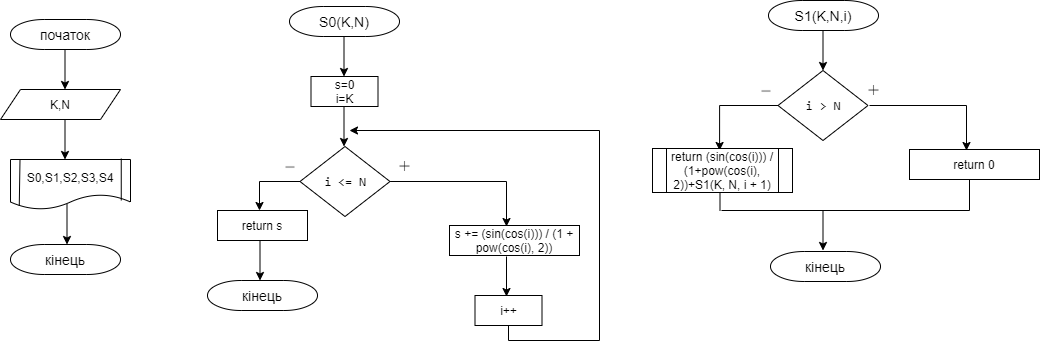 початок
K,N
S0,S1,S2,S3,S4
кінець
S0(K,N)
s=0
i=K
i <= N
−
+
return s
кінець
s += (sin(cos(i))) / (1 +
pow(cos(i), 2))
i++
S1(K,N,i)
i > N
−
+
return (sin(cos(i))) /
(1+pow(cos(i),
2))+S1(K, N, i + 1)
return 0
кінець